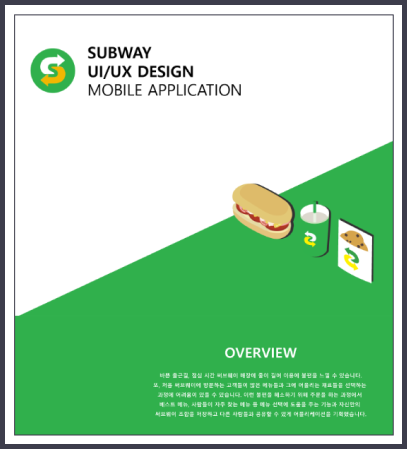 SUBWAY
UI/UX DESIGN
MOBILE APPLICATION
OVERVIEW
바쁜 출근길, 점심 시간 써브웨이 매장에 줄이 길어 이용에 불편을 느낄 수 있습니다.
또, 처음 써브웨이에 방문하는 고객들이 많은 메뉴들과 그에 어울리는 재료들을 선택하는
과정에 어려움이 있을 수 있습니다. 이런 불편을 해소하기 위해 주문을 하는 과정에서
베스트 메뉴, 사람들이 자주 찾는 메뉴 등 메뉴 선택에 도움을 주는 기능과 자신만의
써브웨이 조합을 저장하고 다른 사람들과 공유할 수 있게 어플리케이션을 기획했습니다.